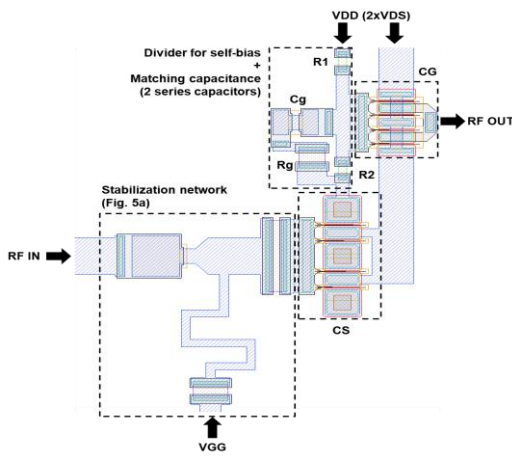 VDD (2xVDS)
Divider for self-bias
+
Matching capacitance
(2 series capacitors)
R1
CG
Cg
RF OUT
Rg
R2
Stabilization network
(Fig. 5a)
RF IN
CS
VGG